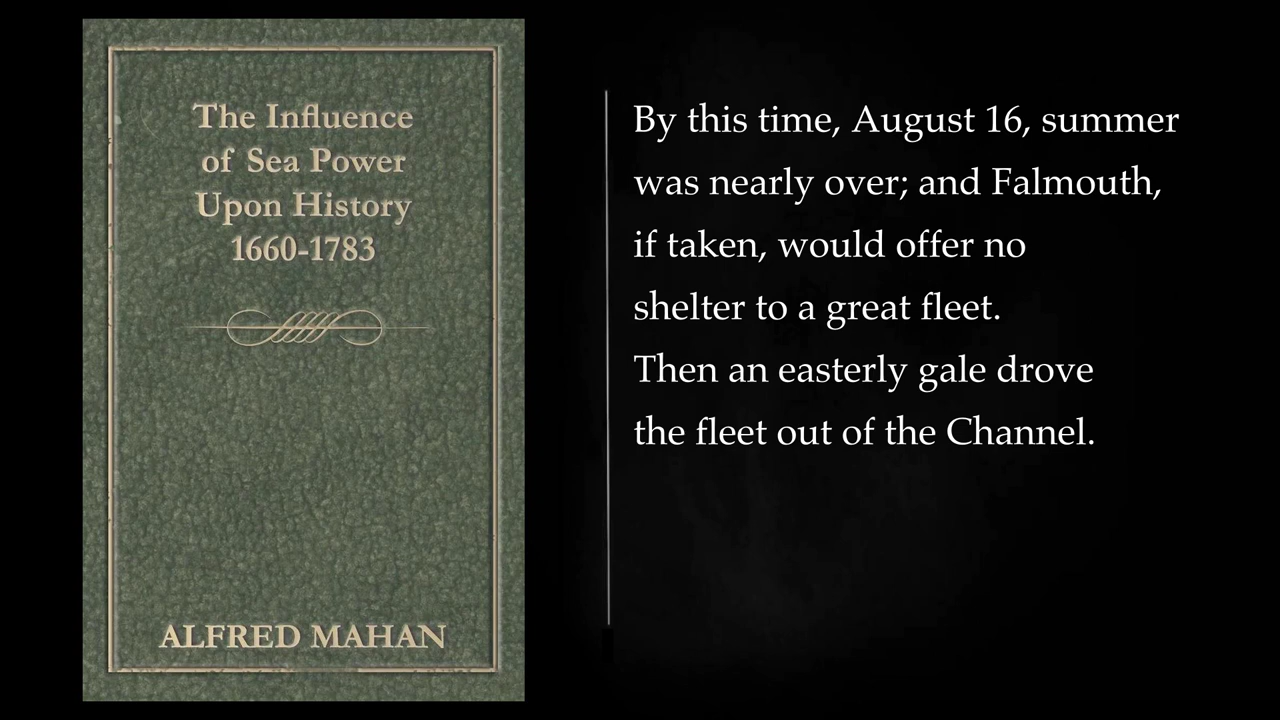 The Influence
of Sea Power
Upon History
1660-1783
ALFRED MAHAN
By this time, August 16, summer
was nearly over; and Falmouth,
if taken, would offer no
shelter to a great fleet.
Then an easterly gale drove
the fleet out of the Channel.